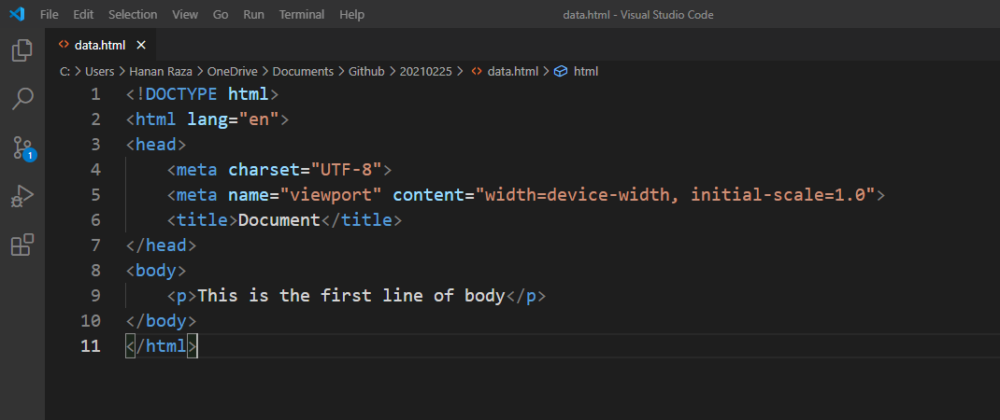 File Edit Selection View Go Run Terminal Help data.html - Visual Studio Code
data.html
C: > Users > Hanan Raza > OneDrive > Documents > Github > 20210225 > data.html > html
1 <!DOCTYPE html>
2 <html lang="en">
3 <head>
4     <meta charset="UTF-8">
5     <meta name="viewport" content="width=device-width, initial-scale=1.0">
6     <title>Document</title>
7 </head>
8 <body>
9     <p>This is the first line of body</p>
10 </body>
11 </html>
1